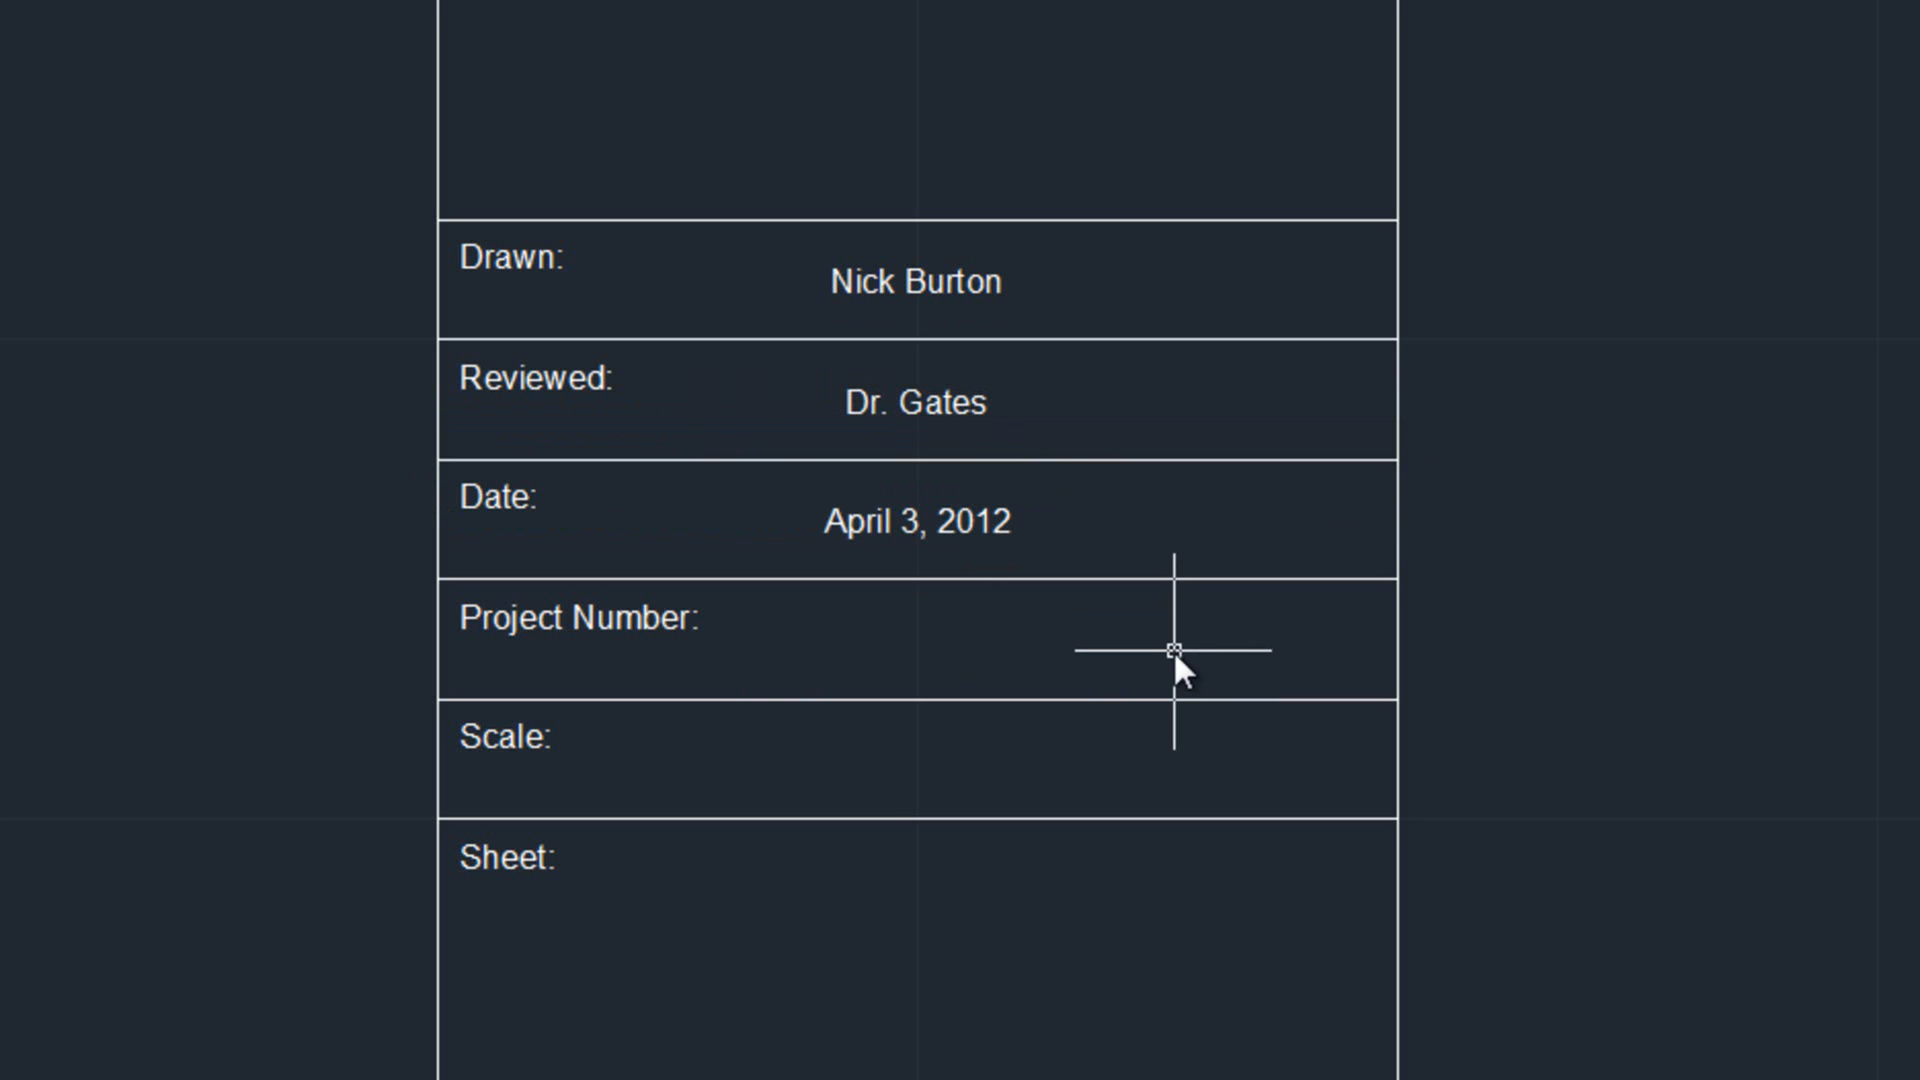 Drawn:
Nick Burton
Reviewed:
Dr. Gates
Date:
April 3, 2012
Project Number:
Scale:
Sheet: